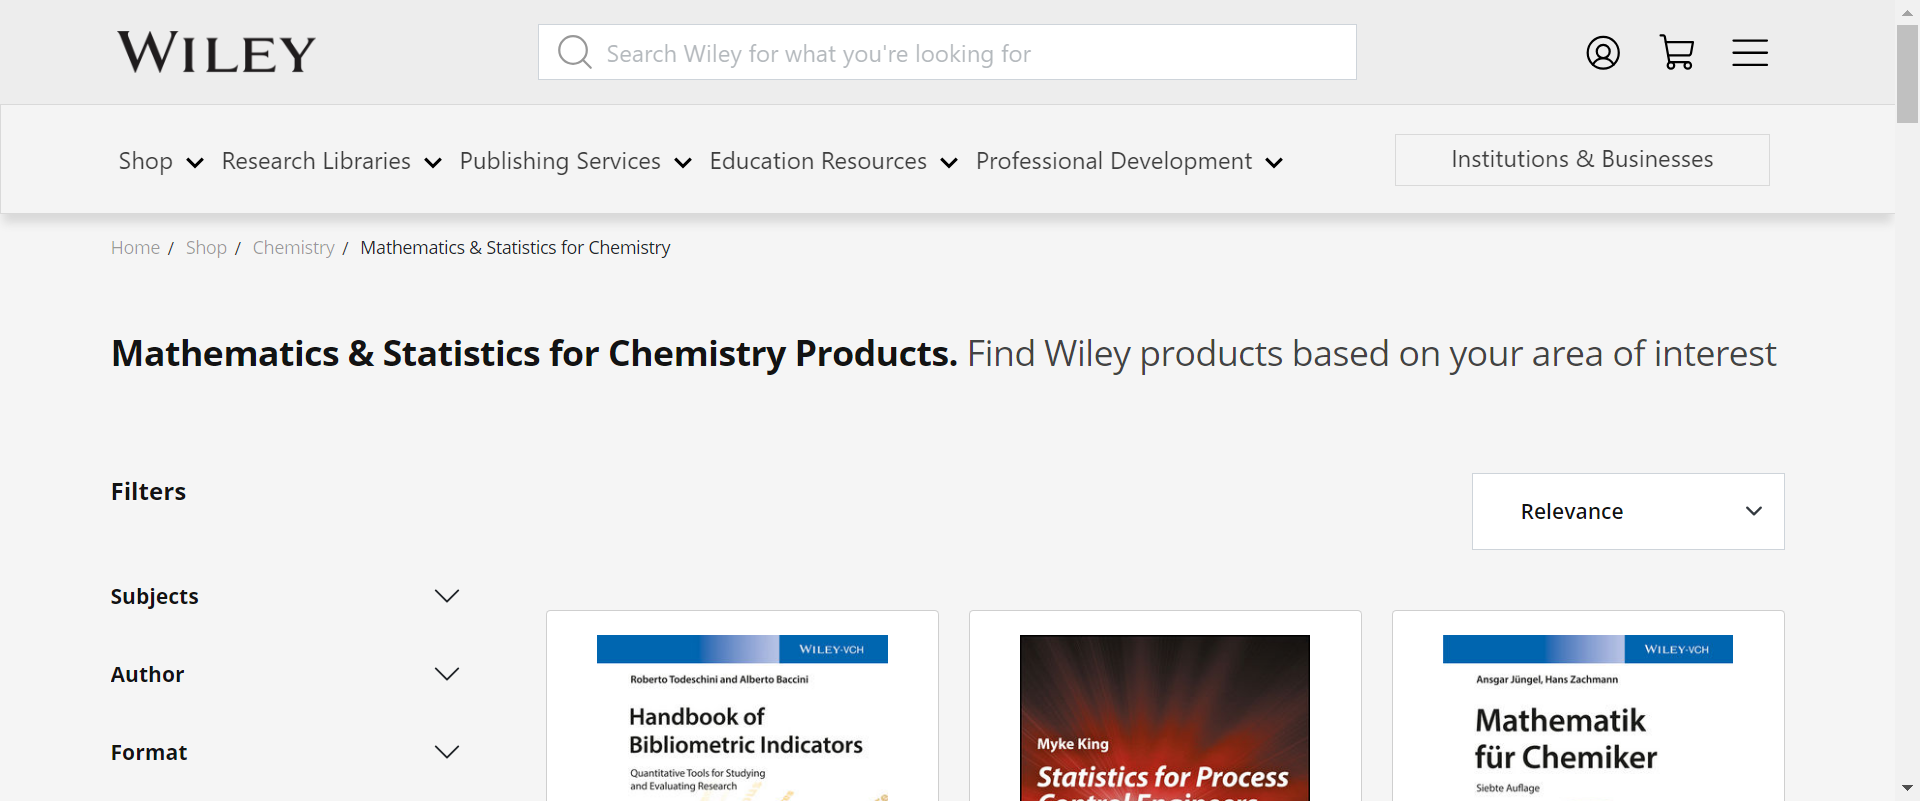 WILEY
Search Wiley for what you're looking for
Shop
Research Libraries
Publishing Services
Education Resources
Professional Development
Institutions & Businesses
Home / Shop / Chemistry / Mathematics & Statistics for Chemistry
Mathematics & Statistics for Chemistry Products. Find Wiley products based on your area of interest
Filters
Relevance
Subjects
Author
Format
WILEY-VCH
Roberto Todeschini and Alberto Baccini
Handbook of
Bibliometric Indicators
Quantitative Tools for Studying
and Evaluating Research
Myke King
Statistics for Process
Control Engineers
WILEY-VCH
Ansgar Jüngel, Hans Zachmann
Mathematik
für Chemiker
Siebte Auflage